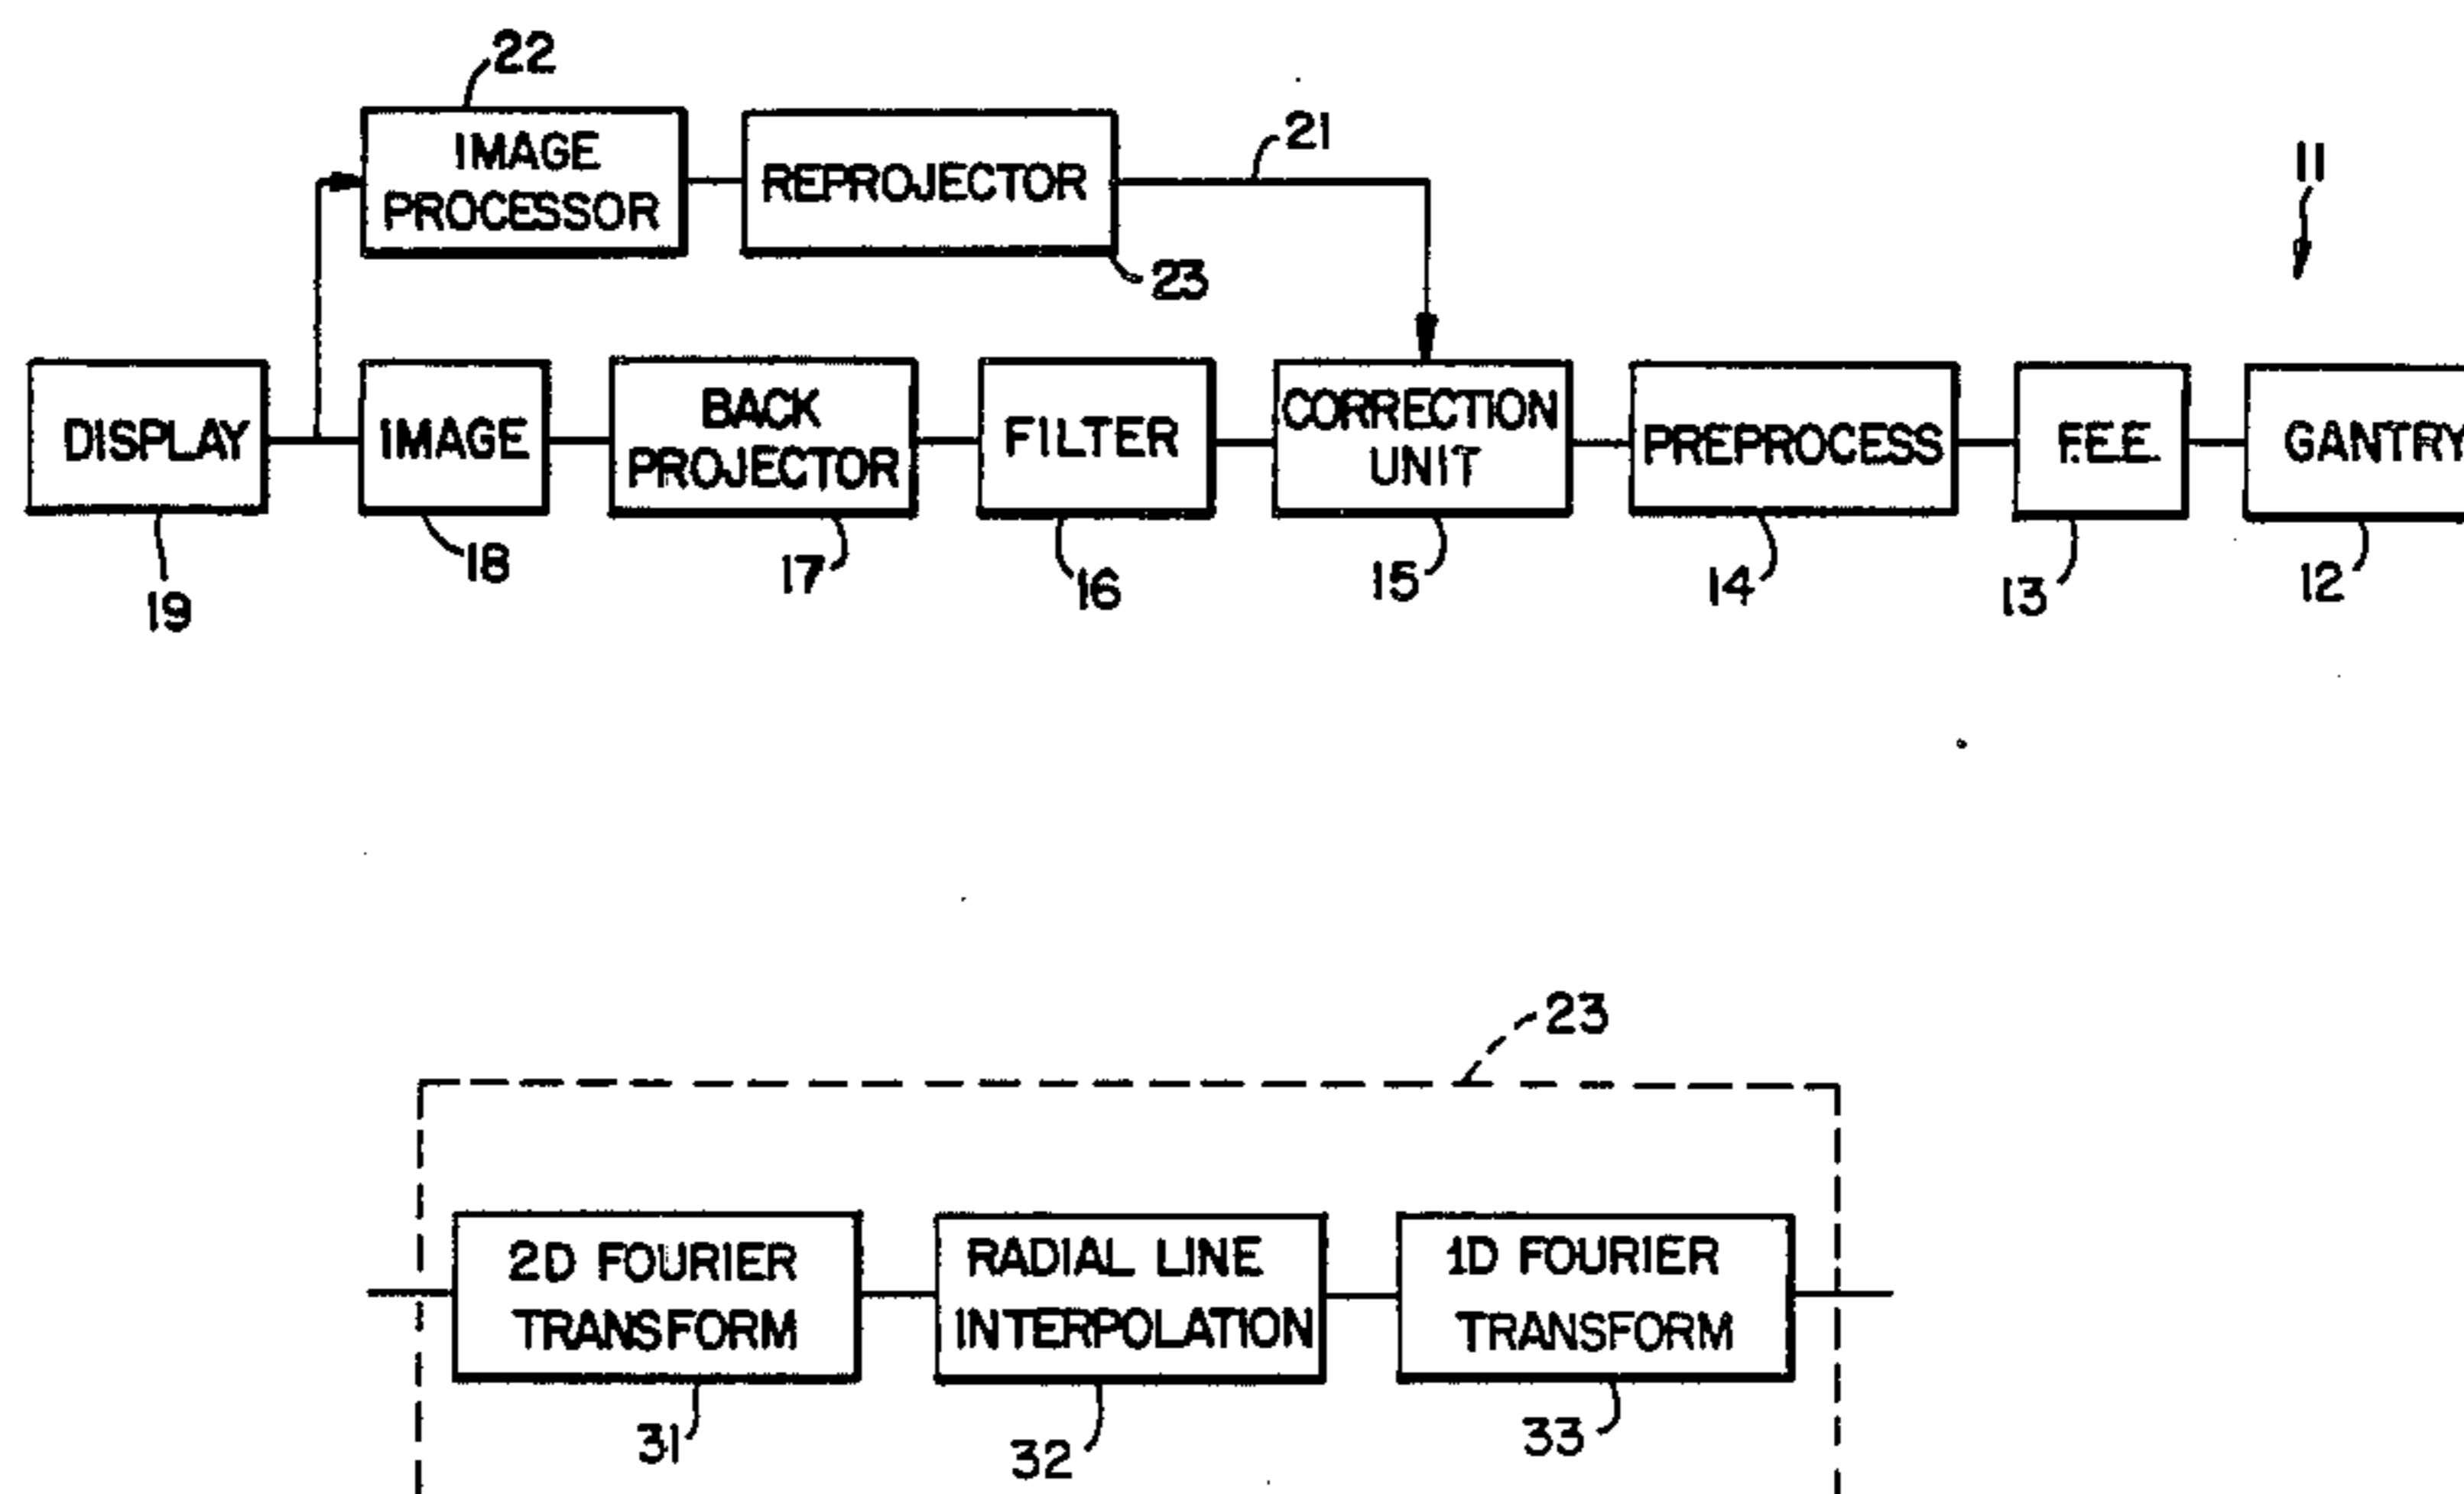 22
IMAGE
PROCESSOR
REPROJECTOR
21
23
11
DISPLAY
IMAGE
BACK
PROJECTOR
FILTER
CORRECTION
UNIT
PREPROCESS
F.E.E.
GANTRY
19
18
17
16
15
14
13
12
23
2D FOURIER
TRANSFORM
RADIAL LINE
INTERPOLATION
1D FOURIER
TRANSFORM
31
32
33